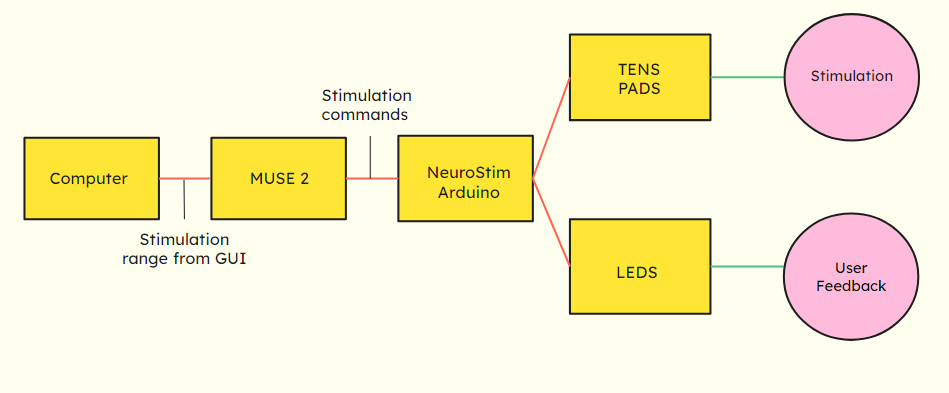 TENS
PADS
Stimulation
Stimulation
commands
Computer
MUSE 2
NeuroStim
Arduino
Stimulation
range from GUI
LEDS
User
Feedback